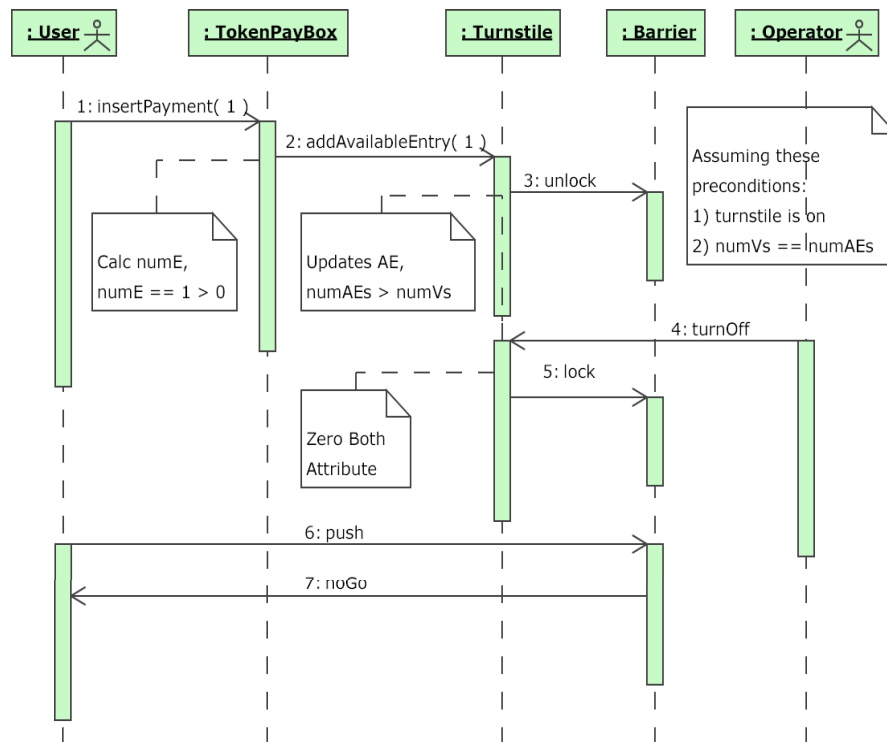 : User
: TokenPayBox
: Turnstile
: Barrier
: Operator
1: insertPayment( 1 )
2: addAvailableEntry( 1 )
3: unlock
Assuming these
preconditions:
1) turnstile is on
2) numVs == numAEs
Calc numE,
numE == 1 > 0
Updates AE,
numAEs > numVs
4: turnOff
5: lock
Zero Both
Attribute
6: push
7: noGo